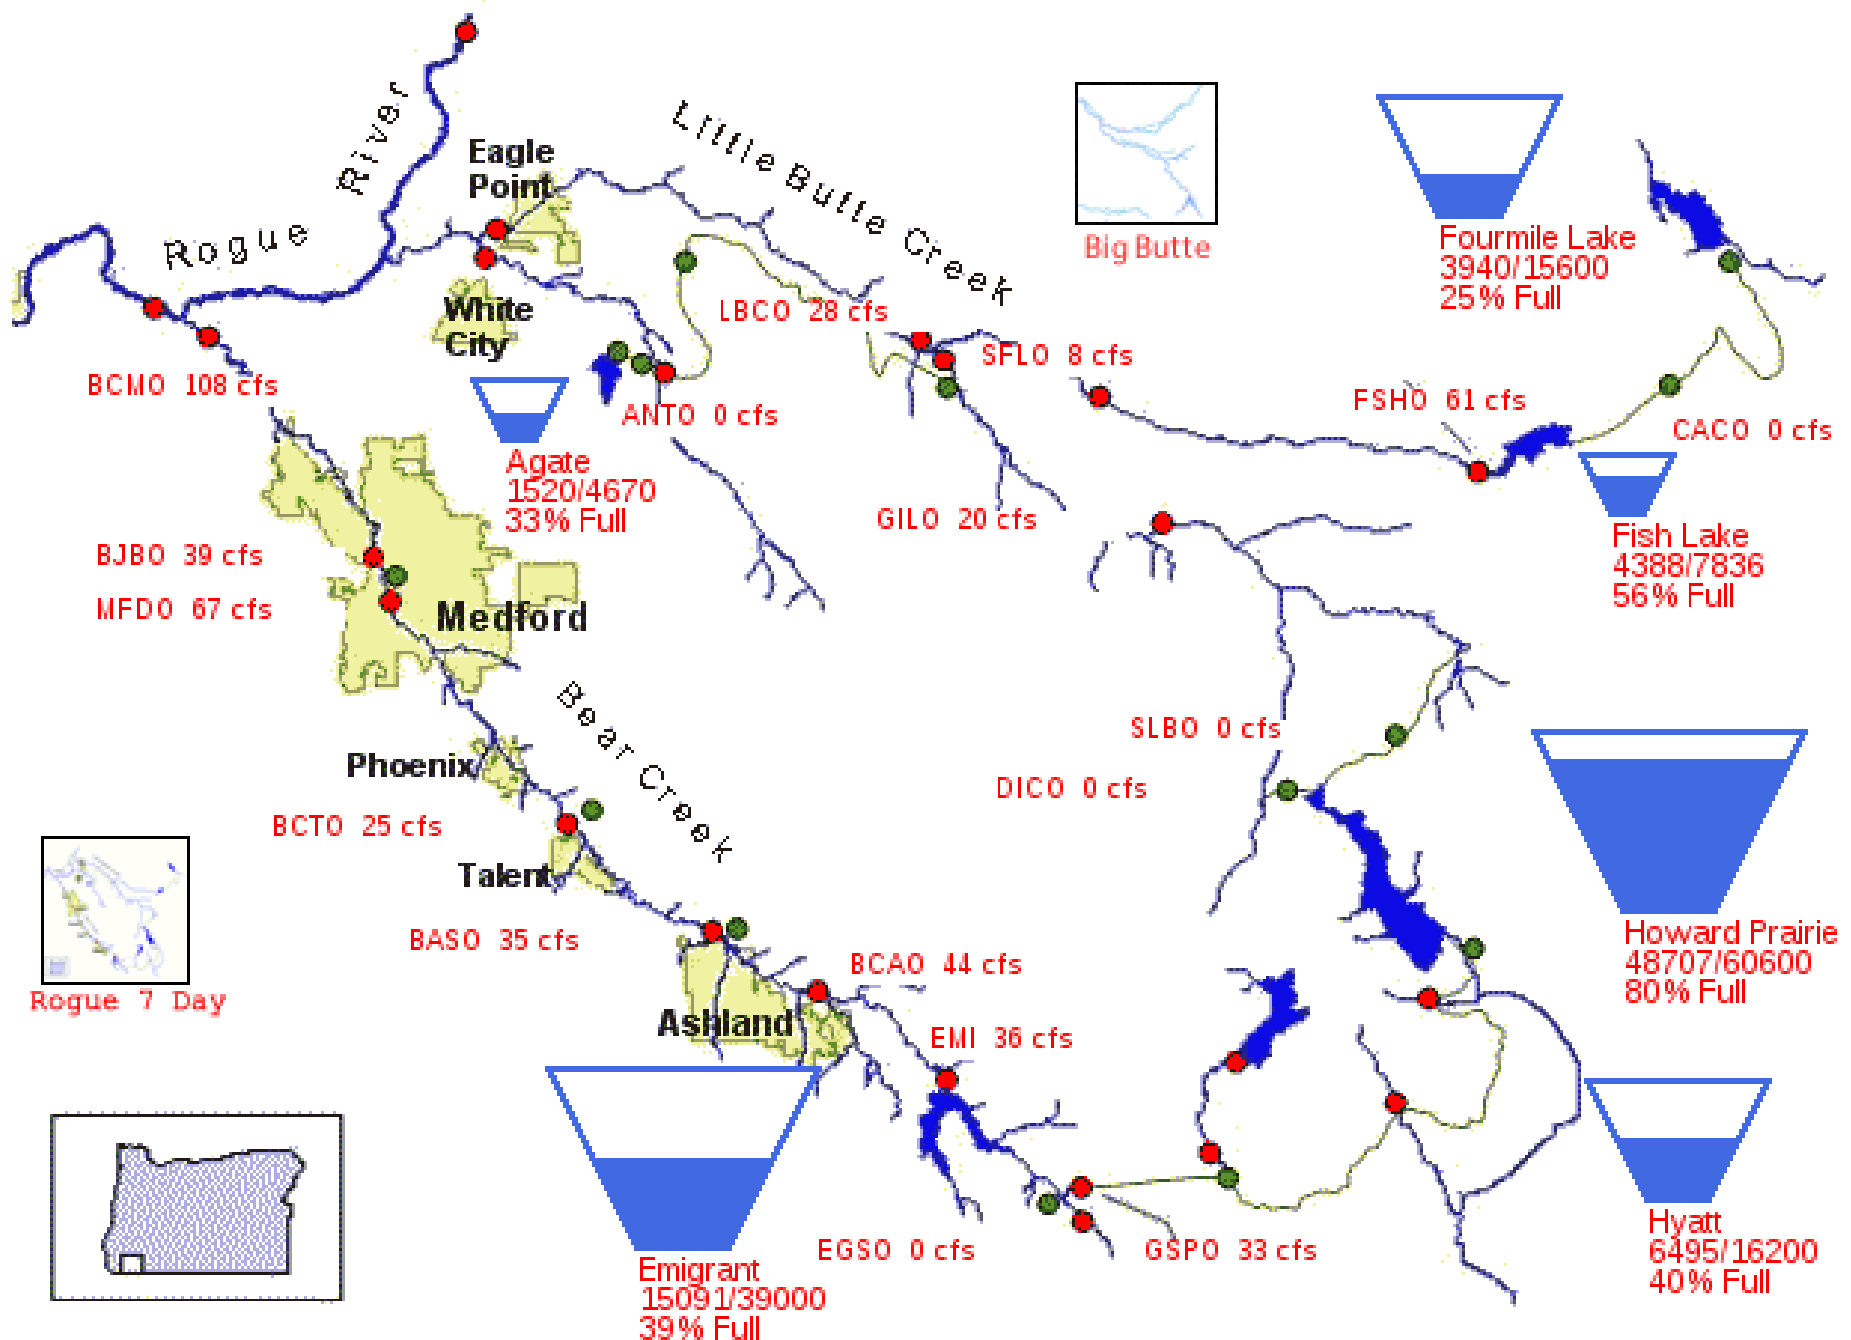 River
Rogue
Eagle
Point
Little Butte Creek
Big Butte
Fourmile Lake
3940/15600
25% Full
White
City
LBCO 28 cfs
SFLO 8 cfs
BCMO 108 cfs
ANTO 0 cfs
FSHO 61 cfs
CACO 0 cfs
Agate
1520/4670
33% Full
GILO 20 cfs
Fish Lake
4388/7836
56% Full
BJBO 39 cfs
MFDO 67 cfs
Medford
Bear Creek
SLBO 0 cfs
Phoenix
DICO 0 cfs
BCTO 25 cfs
Talent
BASO 35 cfs
Howard Prairie
48707/60600
80% Full
BCAO 44 cfs
Rogue 7 Day
Ashland
EMI 36 cfs
EGSO 0 cfs
GSPO 33 cfs
Hyatt
6495/16200
40% Full
Emigrant
15091/39000
39% Full